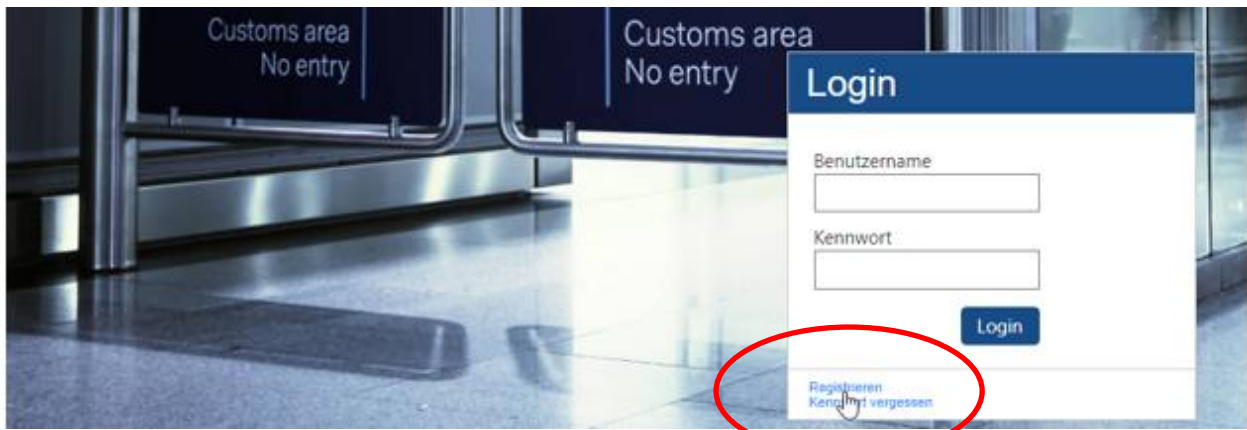 Customs area
No entry
Customs area
No entry
Login
Benutzername
Kennwort
Login
Registrieren
Kennwort vergessen